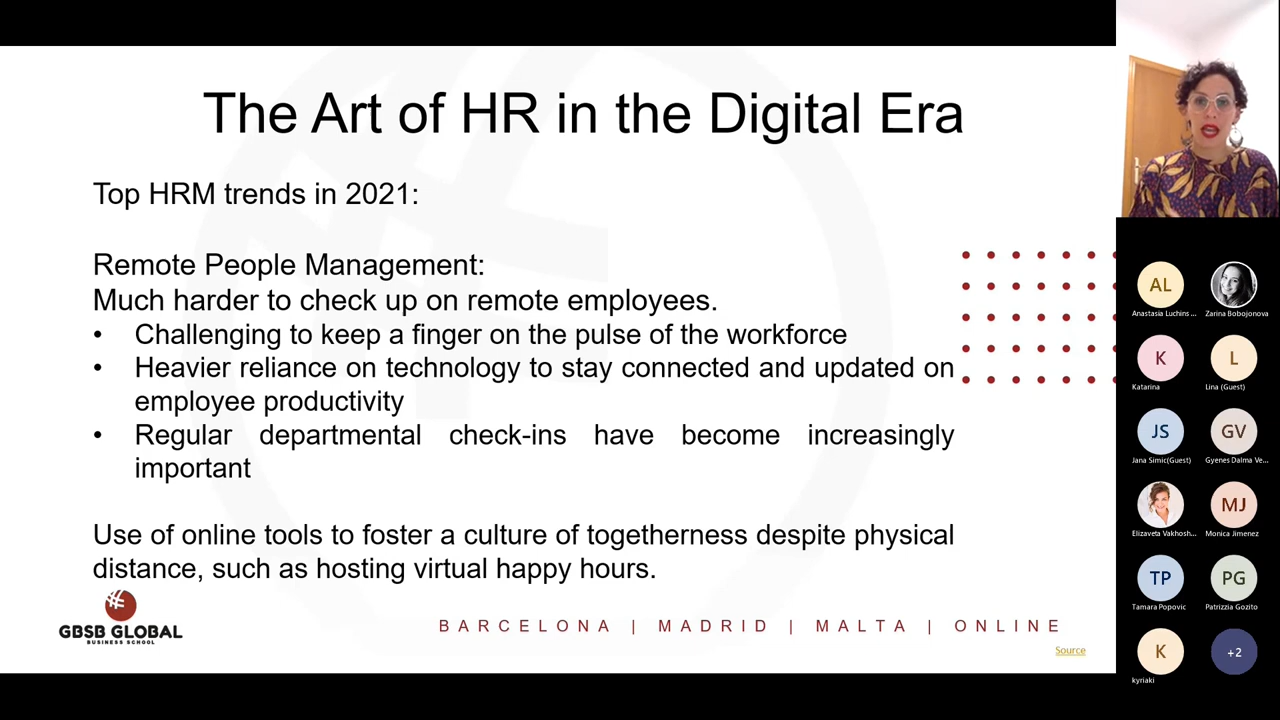 The Art of HR in the Digital Era
Top HRM trends in 2021:
Remote People Management:
Much harder to check up on remote employees.
• Challenging to keep a finger on the pulse of the workforce
• Heavier reliance on technology to stay connected and updated on
employee productivity
• Regular departmental check-ins have become increasingly
important
Use of online tools to foster a culture of togetherness despite physical
distance, such as hosting virtual happy hours.
GBSB GLOBAL
BUSINESS SCHOOL
BARCELONA | MADRID | MALTA | ONLINE
Source
AL
Anastasia Luchins ...
Zarina Bobojonova
K
Katarina
L
Lina (Guest)
JS
Jana Simic(Guest)
GV
Gyenes Dalma Ve...
Elizaveta Vakhosh...
MJ
Monica Jimenez
TP
Tamara Popovic
PG
Patrizzia Gozito
K
kyriaki
+2